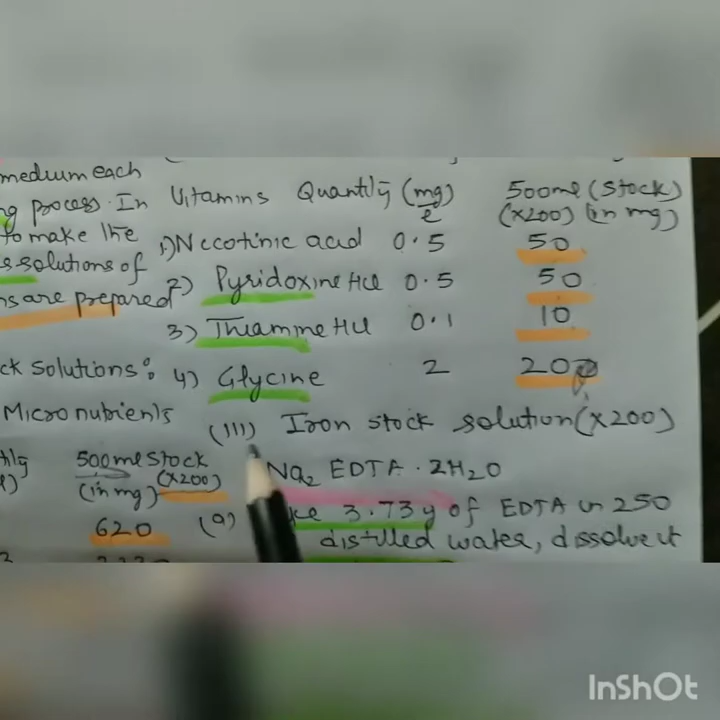 medium each
ng process. In
to make the
s. solutions of
ns are prepared
ck solutions:
Micronutrients
500ml stock
(in mg) (x200)
620
Vitamins Quantity (mg/l) 500ml (stock)
(x200) (in mg)
1) Niccotinic acid 0.5 50
2) Pyridoxine HCl 0.5 50
3) Thiamine HCl 0.1 10
4) Glycine 2 200
(III) Iron stock solution (x200)
Na2 EDTA. 2H2O
(a) ke 3.73g of EDTA in 250
distilled water, dissolve it
InShOt